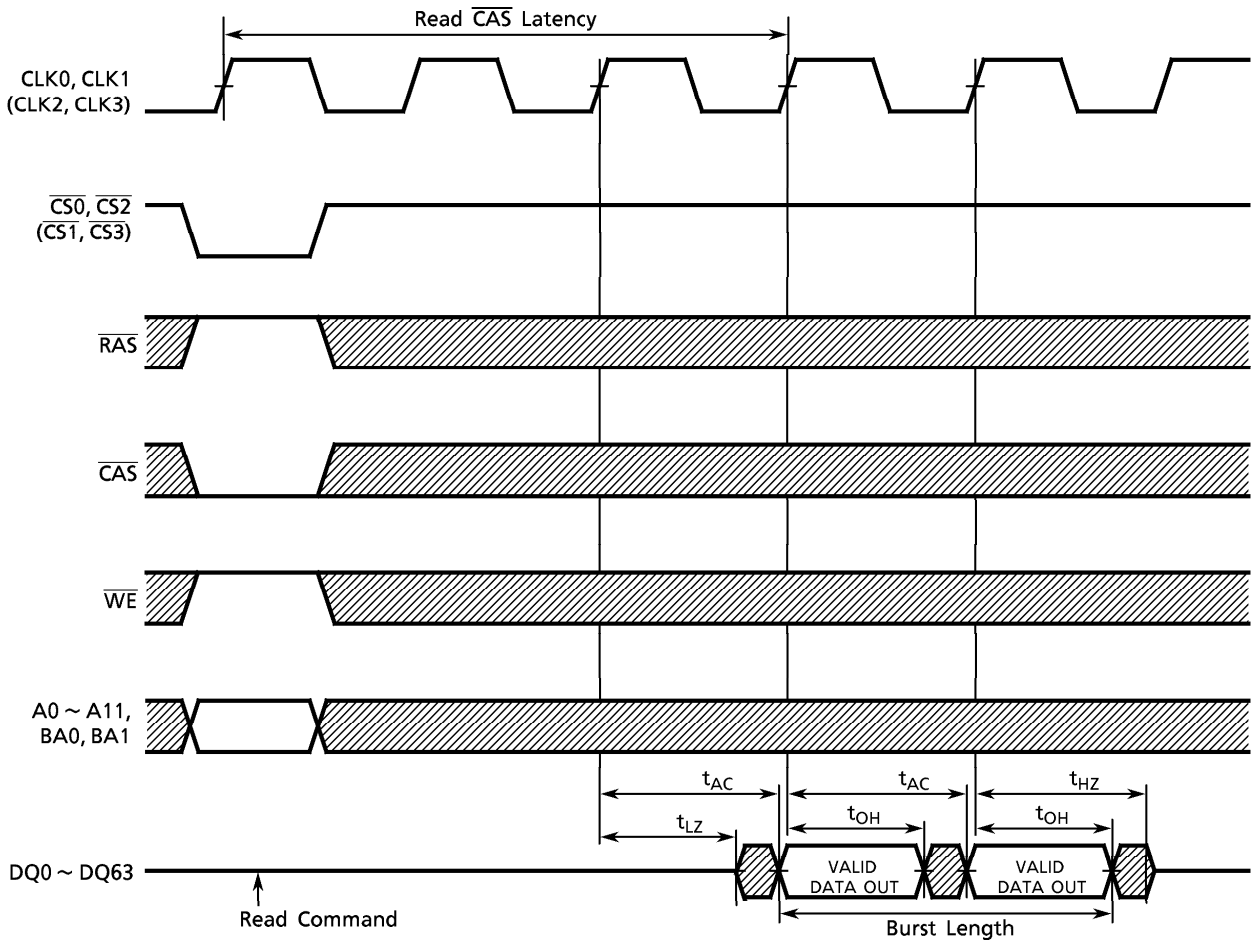 Read CAS Latency
CLK0, CLK1
(CLK2, CLK3)
CS0, CS2
(CS1, CS3)
RAS
CAS
WE
A0 ~ A11,
BA0, BA1
tAC
tAC
tHZ
tLZ
tOH
tOH
DQ0 ~ DQ63
VALID
DATA OUT
VALID
DATA OUT
Read Command
Burst Length